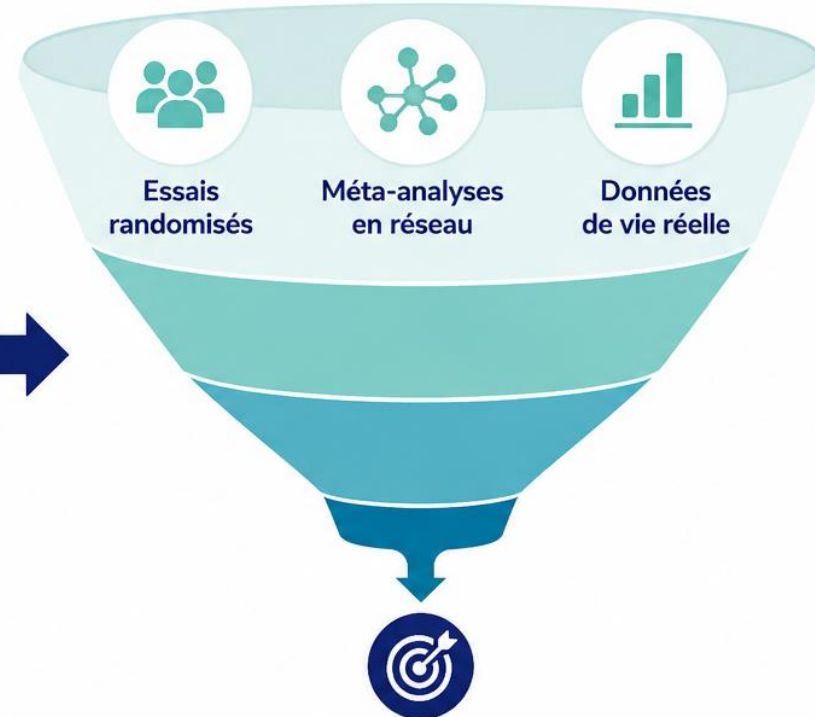 Essais
randomisés
Méta-analyses
en réseau
Données
de vie réelle